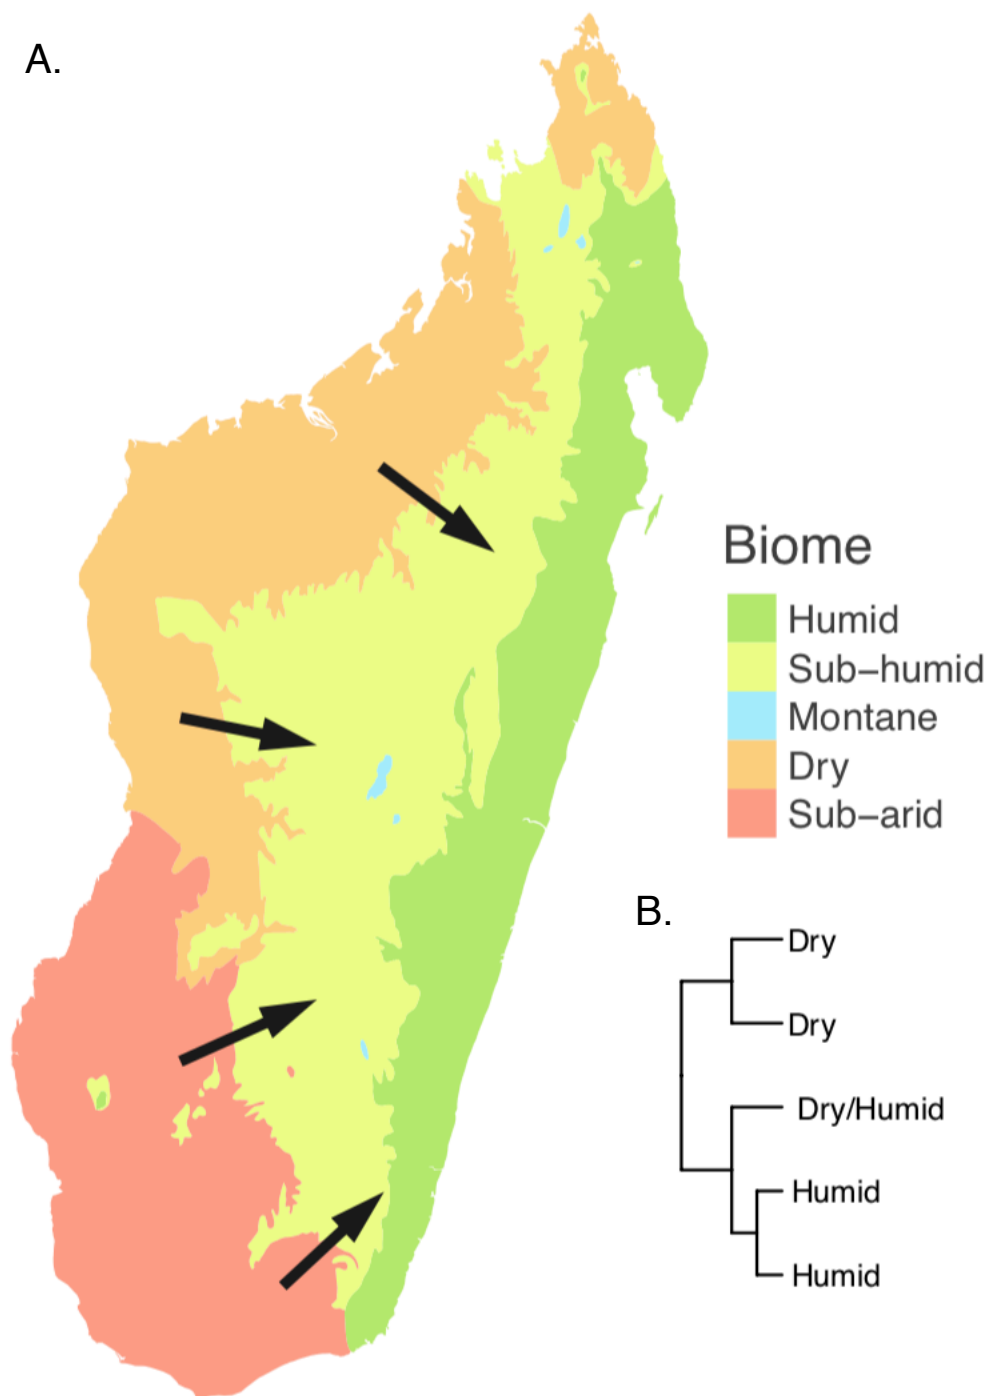 A.
Biome
Humid
Sub-humid
Montane
Dry
Sub-arid
B.
Dry
Dry
Dry/Humid
Humid
Humid